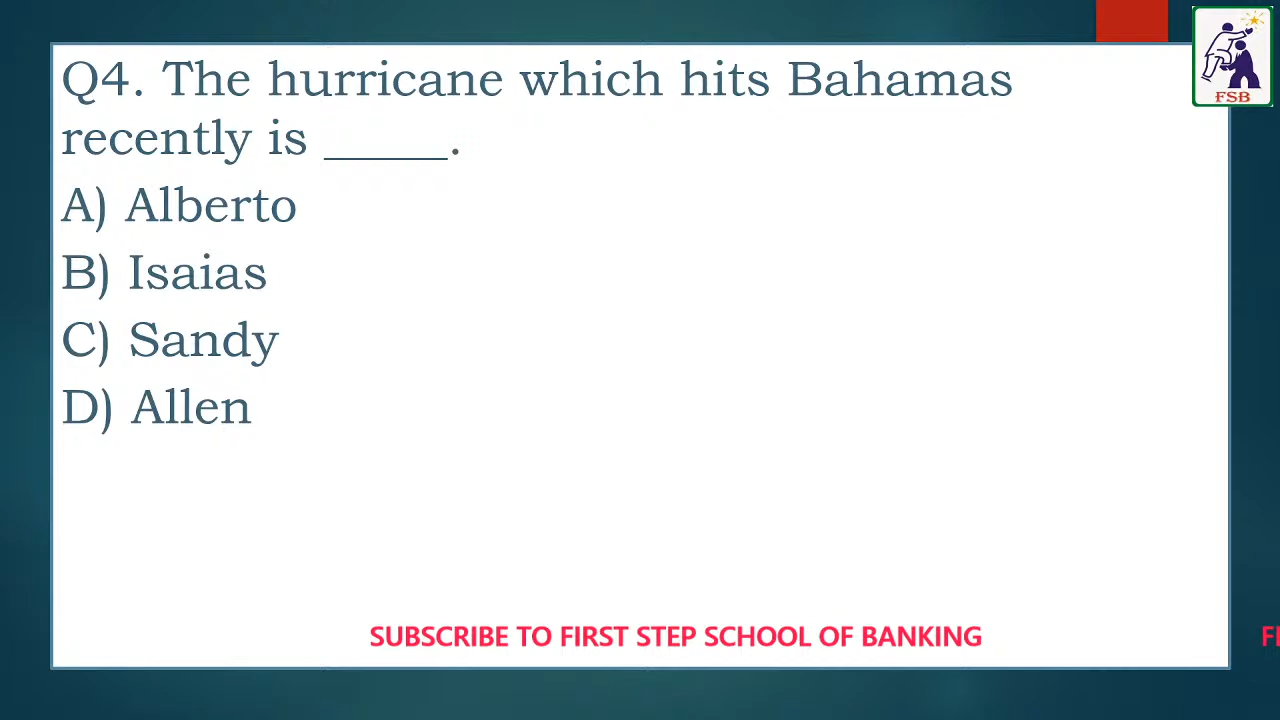 Q4. The hurricane which hits Bahamas
recently is _____.
A) Alberto
B) Isaias
C) Sandy
D) Allen
FSB
SUBSCRIBE TO FIRST STEP SCHOOL OF BANKING